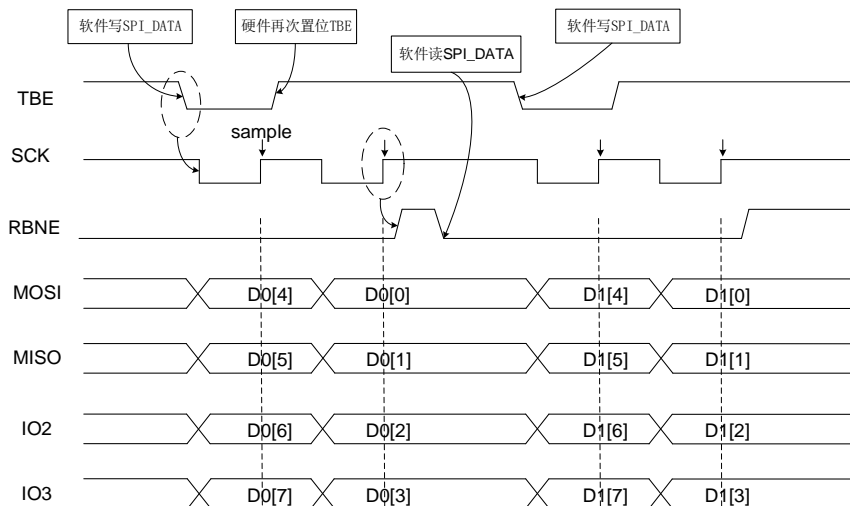 软件写SPI_DATA
硬件再次置位TBE
软件读SPI_DATA
软件写SPI_DATA
TBE
sample
SCK
RBNE
MOSI D0[4] D0[0] D1[4] D1[0]
MISO D0[5] D0[1] D1[5] D1[1]
IO2 D0[6] D0[2] D1[6] D1[2]
IO3 D0[7] D0[3] D1[7] D1[3]